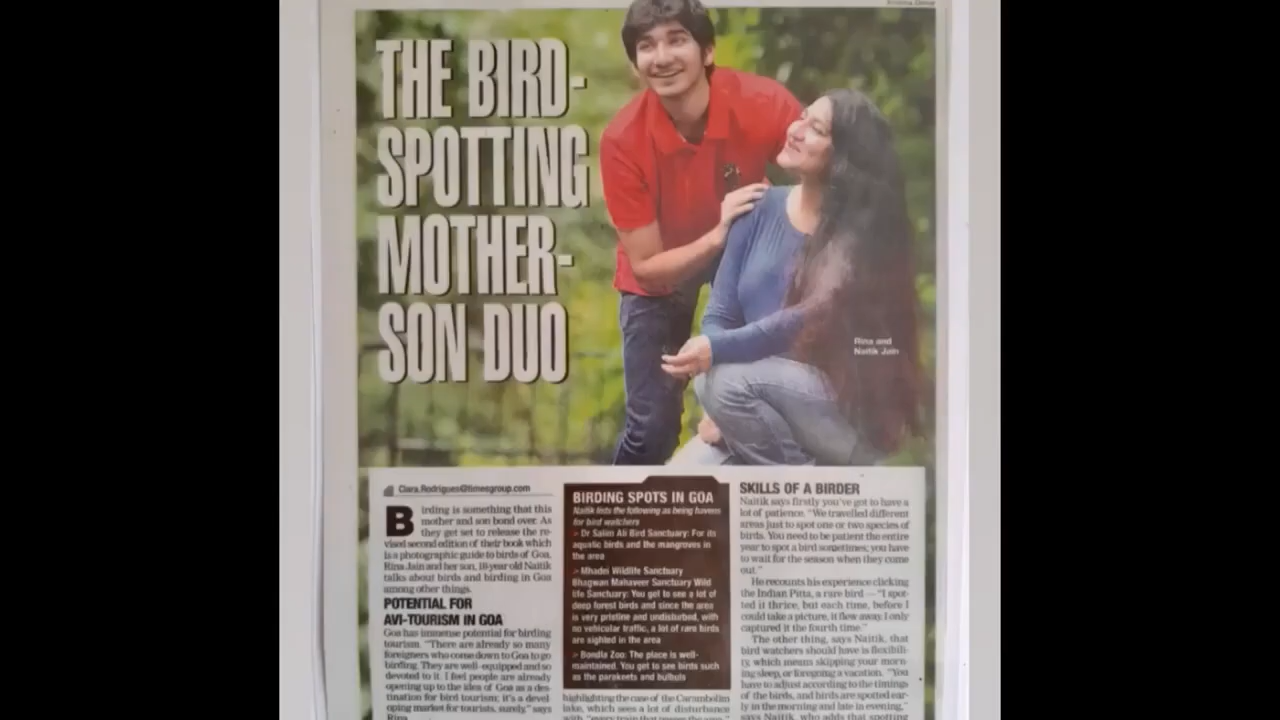 THE BIRD-
SPOTTING
MOTHER-
SON DUO
Rina and
Naitik Jain
Clara.Rodrigues@timesgroup.com
Birding is something that this
mother and son bond over. As
they get set to release the re-
vised second edition of their book which
is a photographic guide to birds of Goa,
Rina Jain and her son, 18-year old Naitik
talks about birds and birding in Goa
among other things.
POTENTIAL FOR
AVI-TOURISM IN GOA
Goa has immense potential for birding
tourism. "There are already so many
foreigners who come down to Goa to go
birding. They are well-equipped and so
devoted to it. I feel people are already
opening up to the idea of Goa as a des-
tination for bird tourism; it's a devel-
oping market for tourists, surely," says
Rina.
BIRDING SPOTS IN GOA
Naitik lists the following as being havens
for bird watchers
> Dr Salim Ali Bird Sanctuary: For its
aquatic birds and the mangroves in
the area
> Mhadei Wildlife Sanctuary
Bhagwan Mahaveer Sanctuary Wild
life Sanctuary: You get to see a lot of
deep forest birds and since the area
is very pristine and undisturbed, with
no vehicular traffic, a lot of rare birds
are sighted in the area
> Bondla Zoo: The place is well-
maintained. You get to see birds such
as the parakeets and bulbuls
highlighting the case of the Carambolim
lake, which sees a lot of disturbance
with "every train that passes the area."
SKILLS OF A BIRDER
Naitik says firstly you've got to have a
lot of patience. "We travelled different
areas just to spot one or two species of
birds. You need to be patient the entire
year to spot a bird sometimes; you have
to wait for the season when they come
out."
He recounts his experience clicking
the Indian Pitta, a rare bird — "I spot-
ted it thrice, but each time, before I
could take a picture, it flew away. I only
captured it the fourth time."
The other thing, says Naitik, that
bird watchers should have is flexibili-
ty, which means skipping your morn-
ing sleep, or foregoing a vacation. "You
have to adjust according to the timings
of the birds, and birds are spotted ear-
ly in the morning and late in evening,"
says Naitik, who adds that spotting